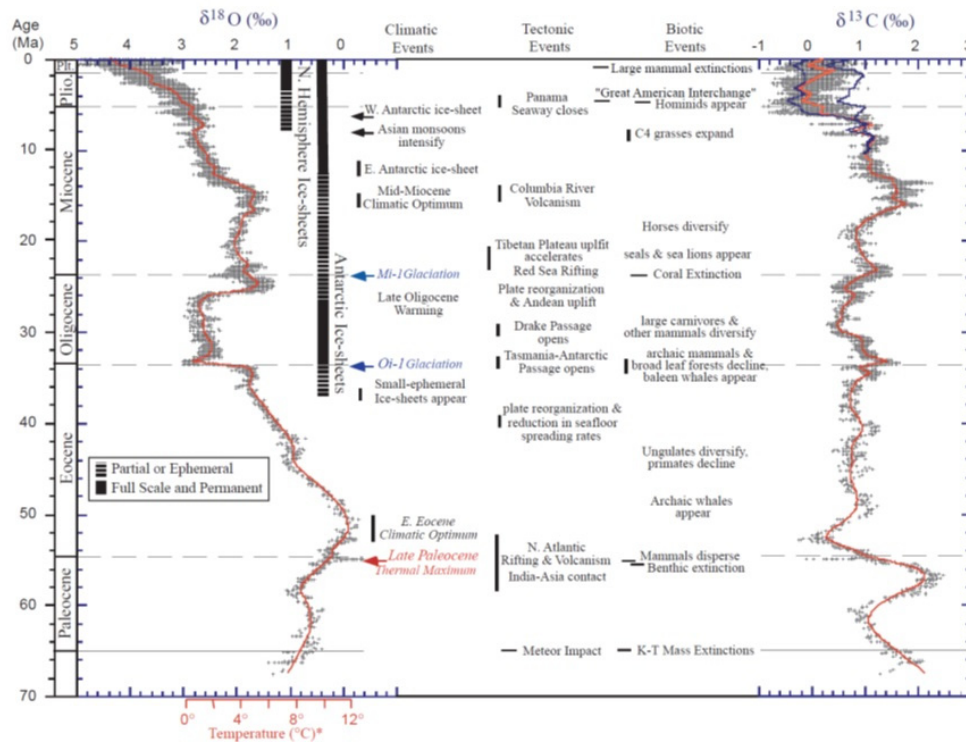 Age
(Ma)
δ18O (‰)
5 4 3 2 1 0
Climatic
Events
Tectonic
Events
Biotic
Events
δ13C (‰)
-1 0 1 2
0
10
20
30
40
50
60
70
Plt.
Plio.
Miocene
Oligocene
Eocene
Paleocene
N. Hemisphere Ice-sheets
Antarctic Ice-sheets
W. Antarctic ice-sheet
Asian monsoons
intensify
E. Antarctic ice-sheet
Mid-Miocene
Climatic Optimum
Mi-1Glaciation
Late Oligocene
Warming
Oi-1 Glaciation
Small-ephemeral
Ice-sheets appear
E. Eocene
Climatic Optimum
Late Paleocene
Thermal Maximum
Panama
Seaway closes
Columbia River
Volcanism
Tibetan Plateau uplfit
accelerates
Red Sea Rifting
Plate reorganization
& Andean uplift
Drake Passage
opens
Tasmania-Antarctic
Passage opens
plate reorganization &
reduction in seafloor
spreading rates
N. Atlantic
Rifting & Volcanism
India-Asia contact
Meteor Impact
Large mammal extinctions
"Great American Interchange"
Hominids appear
C4 grasses expand
Horses diversify
seals & sea lions appear
Coral Extinction
large carnivores &
other mammals diversify
archaic mammals &
broad leaf forests decline,
baleen whales appear
Ungulates diversify,
primates decline
Archaic whales
appear
Mammals disperse
Benthic extinction
K-T Mass Extinctions
Partial or Ephemeral
Full Scale and Permanent
0° 4° 8° 12°
Temperature (°C)*